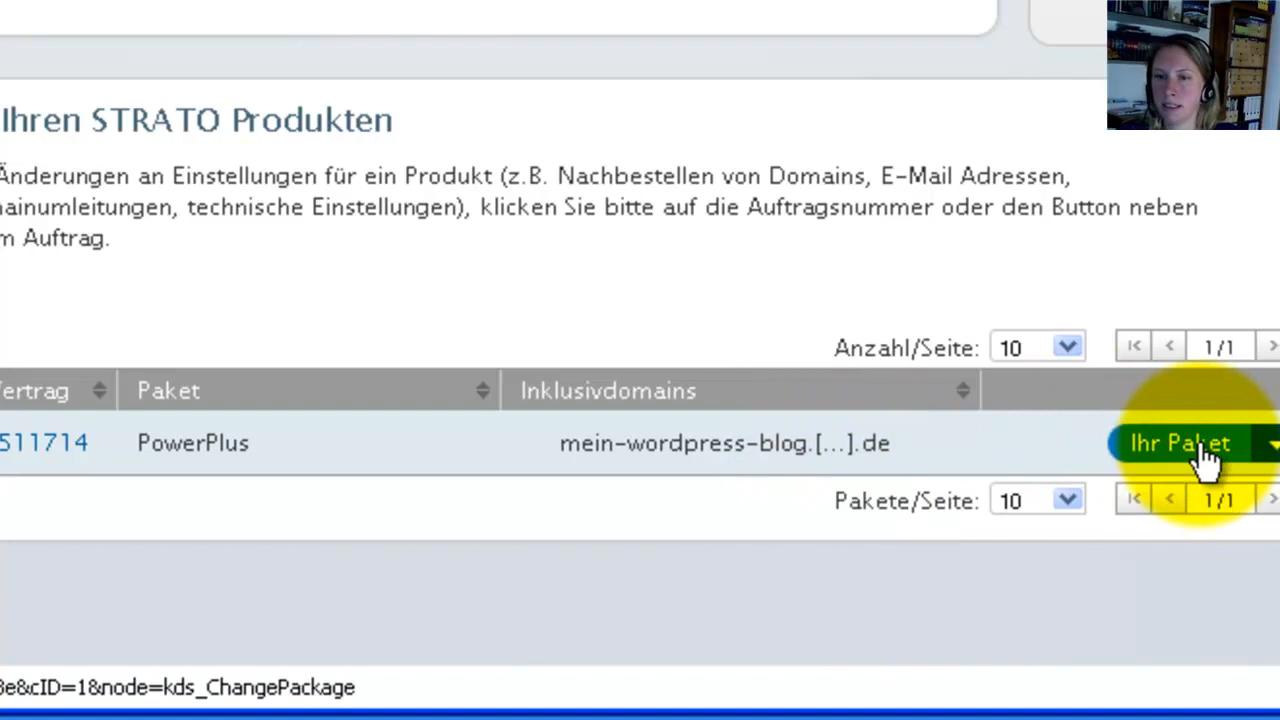 Ihren STRATO Produkten
Änderungen an Einstellungen für ein Produkt (z.B. Nachbestellen von Domains, E-Mail Adressen,
ainumleitungen, technische Einstellungen), klicken Sie bitte auf die Auftragsnummer oder den Button neben
m Auftrag.
Anzahl/Seite: 10 1/1
ertrag Paket Inklusivdomains
511714 PowerPlus mein-wordpress-blog.[...].de Ihr Paket
Pakete/Seite: 10 1/1
e&cID=1&node=kds_ChangePackage